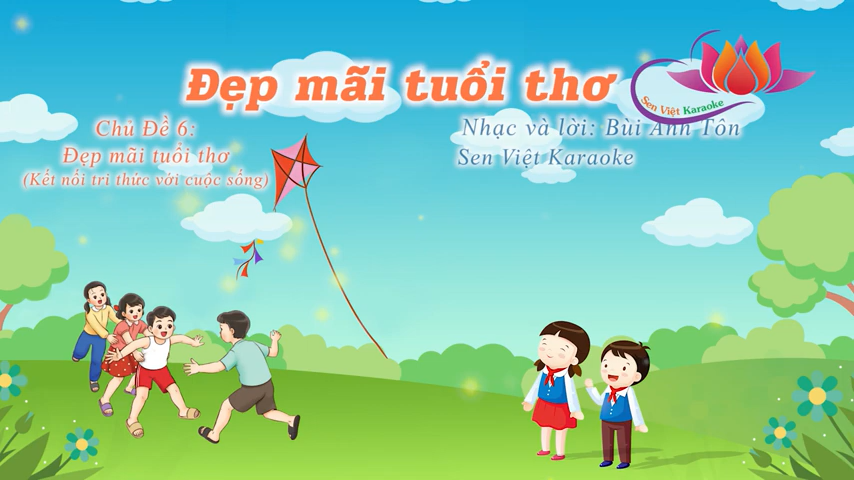 Đẹp mãi tuổi thơ
Sen Việt Karaoke
Chủ Đề 6:
Đẹp mãi tuổi thơ
(Kết nối tri thức với cuộc sống)
Nhạc và lời: Bùi Anh Tôn
Sen Việt Karaoke